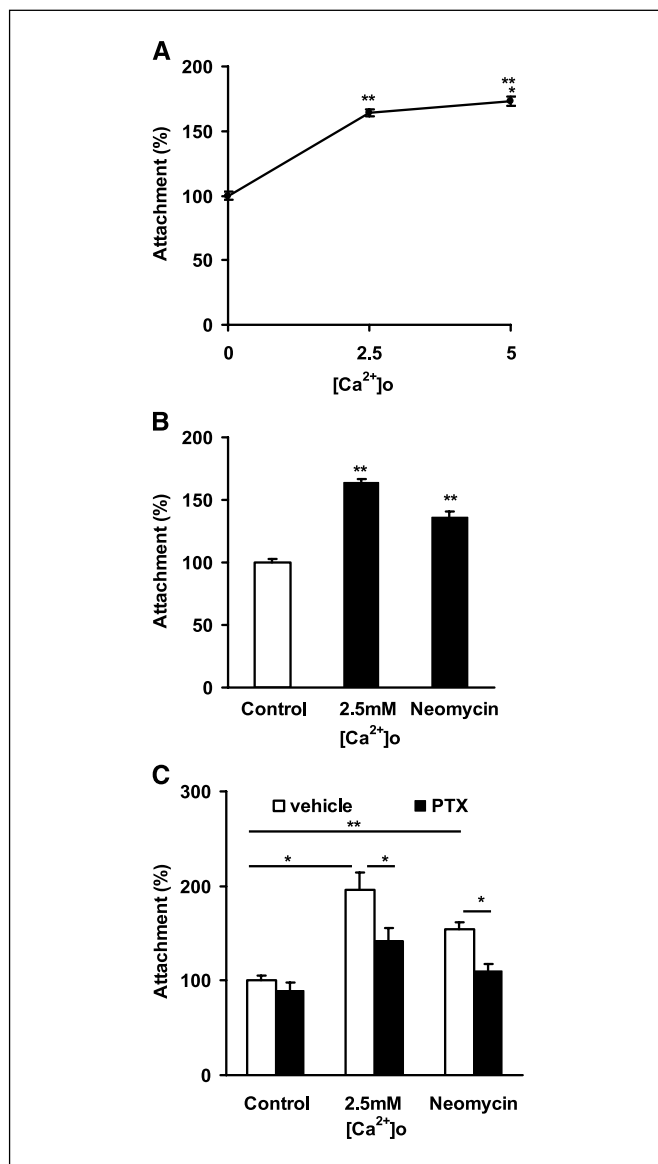 A
200
**
**
*
150
100
50
0
Attachment (%)
0 2.5 5
[Ca2+]o
B
200
**
150
**
100
50
0
Attachment (%)
Control 2.5mM Neomycin
[Ca2+]o
C
300
vehicle PTX
**
* *
200
*
100
0
Attachment (%)
Control 2.5mM Neomycin
[Ca2+]o